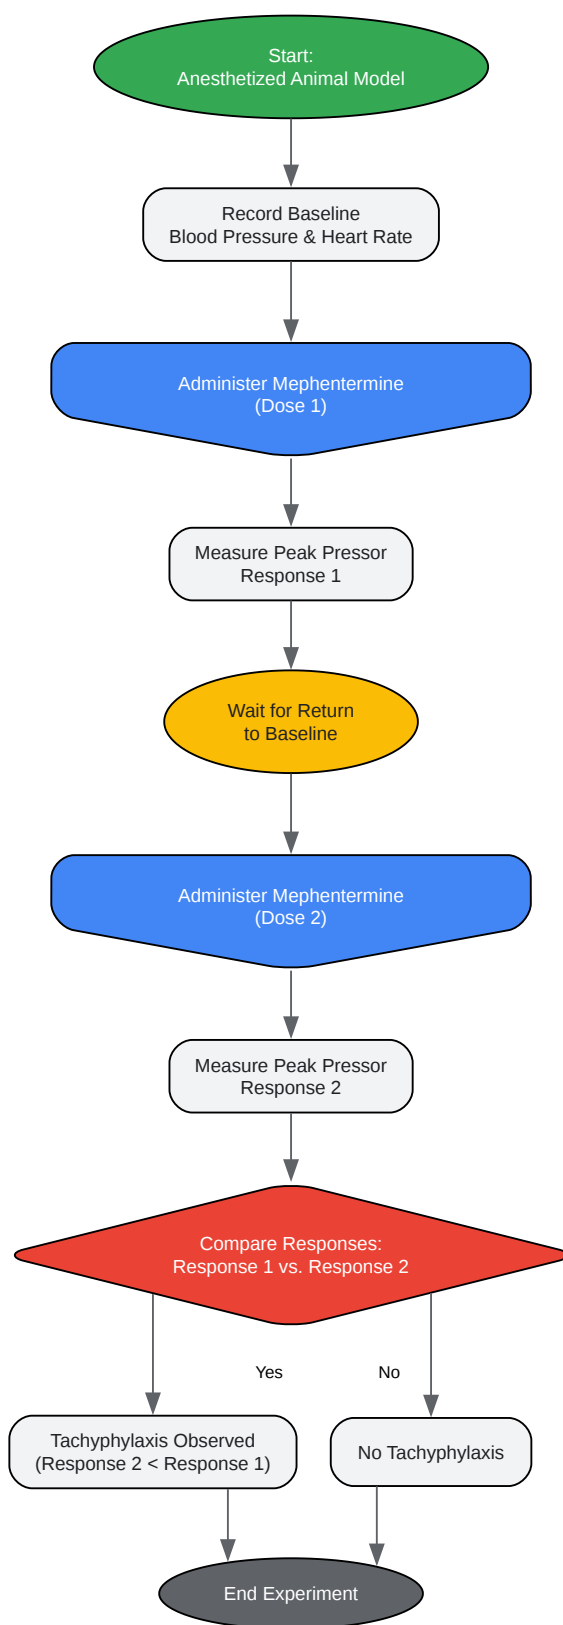 Start:
Anesthetized Animal Model
Record Baseline
Blood Pressure & Heart Rate
Administer Mephentermine
(Dose 1)
Measure Peak Pressor
Response 1
Wait for Return
to Baseline
Administer Mephentermine
(Dose 2)
Measure Peak Pressor
Response 2
Compare Responses:
Response 1 vs. Response 2
Yes
No
Tachyphylaxis Observed
(Response 2 < Response 1)
No Tachyphylaxis
End Experiment